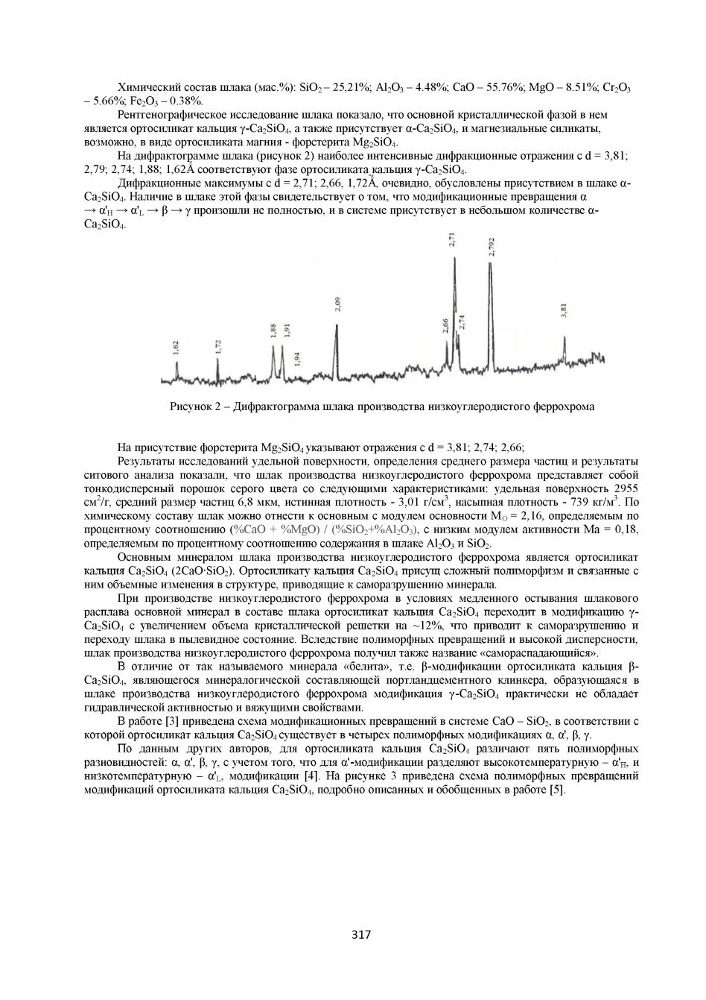 Химический состав шлака (мас.%): SiO₂ – 25,21%; Al₂O₃ – 4.48%; CaO – 55.76%; MgO – 8.51%; Cr₂O₃
– 5.66%; Fe₂O₃ – 0.38%.
Рентгенографическое исследование шлака показало, что основной кристаллической фазой в нем
является ортосиликат кальция γ-Ca₂SiO₄, а также присутствует α-Ca₂SiO₄, и магнезиальные силикаты,
возможно, в виде ортосиликата магния - форстерита Mg₂SiO₄.
На дифрактограмме шлака (рисунок 2) наиболее интенсивные дифракционные отражения с d = 3,81;
2,79; 2,74; 1,88; 1,62Å соответствуют фазе ортосиликата кальция γ-Ca₂SiO₄.
Дифракционные максимумы с d = 2,71; 2,66, 1,72Å, очевидно, обусловлены присутствием в шлаке α-
Ca₂SiO₄. Наличие в шлаке этой фазы свидетельствует о том, что модификационные превращения α
→ α'н → α'L → β → γ произошли не полностью, и в системе присутствует в небольшом количестве α-
Ca₂SiO₄.
1,62
1,72
1,88
1,91
1,94
2,09
2,66
2,71
2,74
2,792
3,81
Рисунок 2 – Дифрактограмма шлака производства низкоуглеродистого феррохрома
На присутствие форстерита Mg₂SiO₄ указывают отражения с d = 3,81; 2,74; 2,66;
Результаты исследований удельной поверхности, определения среднего размера частиц и результаты
ситового анализа показали, что шлак производства низкоуглеродистого феррохрома представляет собой
тонкодисперсный порошок серого цвета со следующими характеристиками: удельная поверхность 2955
см²/г, средний размер частиц 6,8 мкм, истинная плотность - 3,01 г/см³, насыпная плотность - 739 кг/м³. По
химическому составу шлак можно отнести к основным с модулем основности Mₒ = 2,16, определяемым по
процентному соотношению (%CaO + %MgO) / (%SiO₂+%Al₂O₃), с низким модулем активности Ма = 0,18,
определяемым по процентному соотношению содержания в шлаке Al₂O₃ и SiO₂.
Основным минералом шлака производства низкоуглеродистого феррохрома является ортосиликат
кальция Ca₂SiO₄ (2CaO·SiO₂). Ортосиликату кальция Ca₂SiO₄ присущ сложный полиморфизм и связанные с
ним объемные изменения в структуре, приводящие к саморазрушению минерала.
При производстве низкоуглеродистого феррохрома в условиях медленного остывания шлакового
расплава основной минерал в составе шлака ортосиликат кальция Ca₂SiO₄ переходит в модификацию γ-
Ca₂SiO₄ с увеличением объема кристаллической решетки на ~12%, что приводит к саморазрушению и
переходу шлака в пылевидное состояние. Вследствие полиморфных превращений и высокой дисперсности,
шлак производства низкоуглеродистого феррохрома получил также название «самораспадающийся».
В отличие от так называемого минерала «белита», т.е. β-модификации ортосиликата кальция β-
Ca₂SiO₄, являющегося минералогической составляющей портландцементного клинкера, образующаяся в
шлаке производства низкоуглеродистого феррохрома модификация γ-Ca₂SiO₄ практически не обладает
гидравлической активностью и вяжущими свойствами.
В работе [3] приведена схема модификационных превращений в системе CaO – SiO₂, в соответствии с
которой ортосиликат кальция Ca₂SiO₄ существует в четырех полиморфных модификациях α, α', β, γ.
По данным других авторов, для ортосиликата кальция Ca₂SiO₄ различают пять полиморфных
разновидностей: α, α', β, γ, с учетом того, что для α'-модификации разделяют высокотемпературную – α'н, и
низкотемпературную – α'L, модификации [4]. На рисунке 3 приведена схема полиморфных превращений
модификаций ортосиликата кальция Ca₂SiO₄, подробно описанных и обобщенных в работе [5].
317